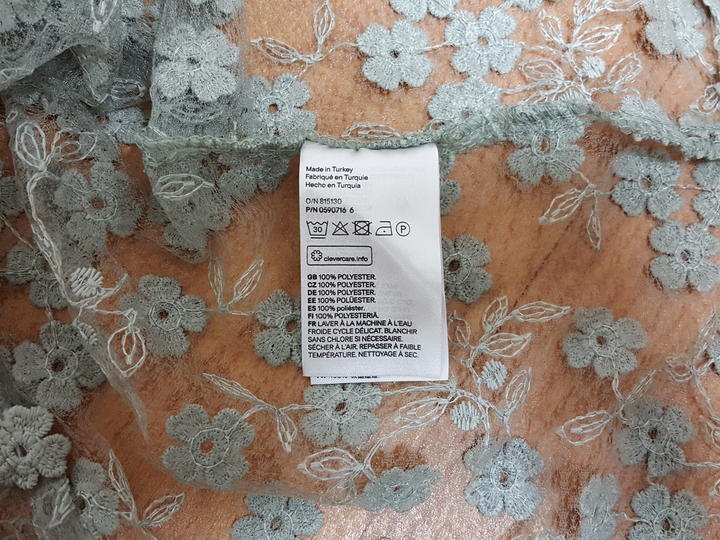 Made in Turkey
Fabriqué en Turquie
Hecho en Turquía
O/N 815130
P/N 0590716 6
30 P
clevercare.info
GB 100% POLYESTER.
CZ 100% POLYESTER.
DE 100% POLYESTER.
EE 100% POLÜESTER.
ES 100% poliéster.
FI 100% POLYESTERIÄ.
FR LAVER À LA MACHINE À L'EAU
FROIDE CYCLE DÉLICAT, BLANCHIR
SANS CHLORE SI NÉCESSAIRE.
SÉCHER À L'AIR, REPASSER À FAIBLE
TEMPÉRATURE. NETTOYAGE À SEC.